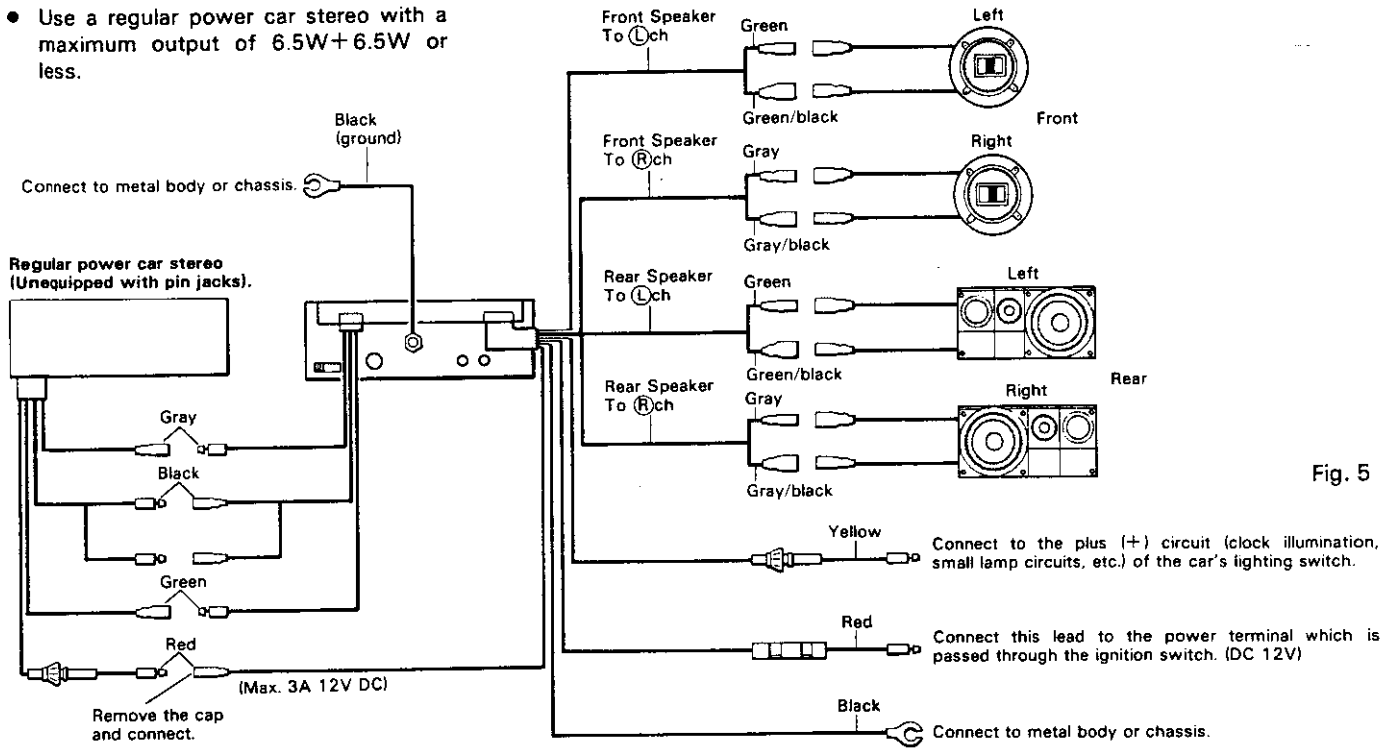 ● Use a regular power car stereo with a
maximum output of 6.5W+6.5W or
less.
Black
(ground)
Connect to metal body or chassis.
Regular power car stereo
(Unequipped with pin jacks).
Gray
Black
Green
Red
(Max. 3A 12V DC)
Remove the cap
and connect.
Front Speaker
To Ⓛch
Green
Green/black
Left
Front
Front Speaker
To Ⓡch
Gray
Gray/black
Right
Rear Speaker
To Ⓛch
Green
Green/black
Left
Rear
Rear Speaker
To Ⓡch
Gray
Gray/black
Right
Fig. 5
Yellow
Connect to the plus (+) circuit (clock illumination,
small lamp circuits, etc.) of the car's lighting switch.
Red
Connect this lead to the power terminal which is
passed through the ignition switch. (DC 12V)
Black
Connect to metal body or chassis.